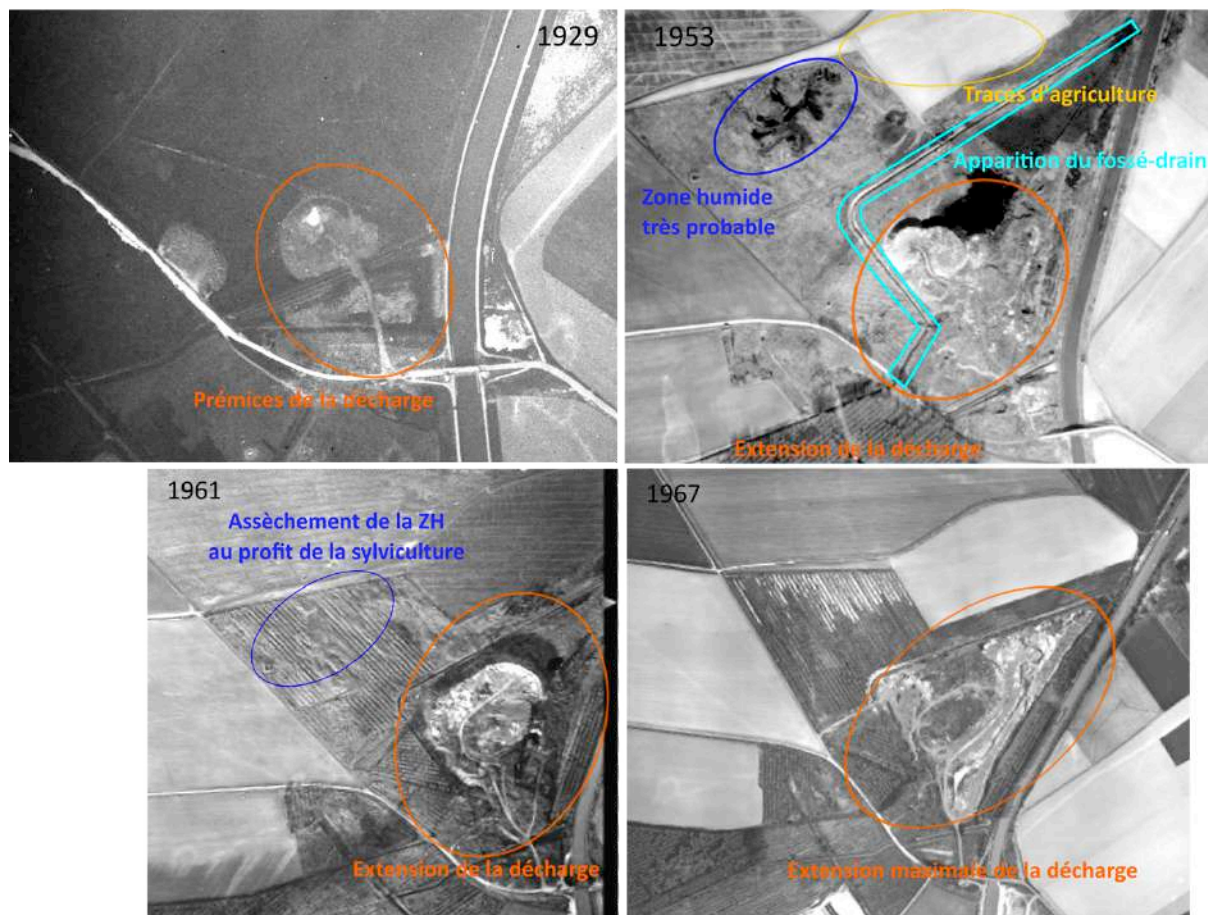 1929
Prémices de la décharge
1953
Traces d'agriculture
Apparition du fossé-drain
Zone humide
très probable
Extension de la décharge
1961
Assèchement de la ZH
au profit de la sylviculture
Extension de la décharge
1967
Extension maximale de la décharge